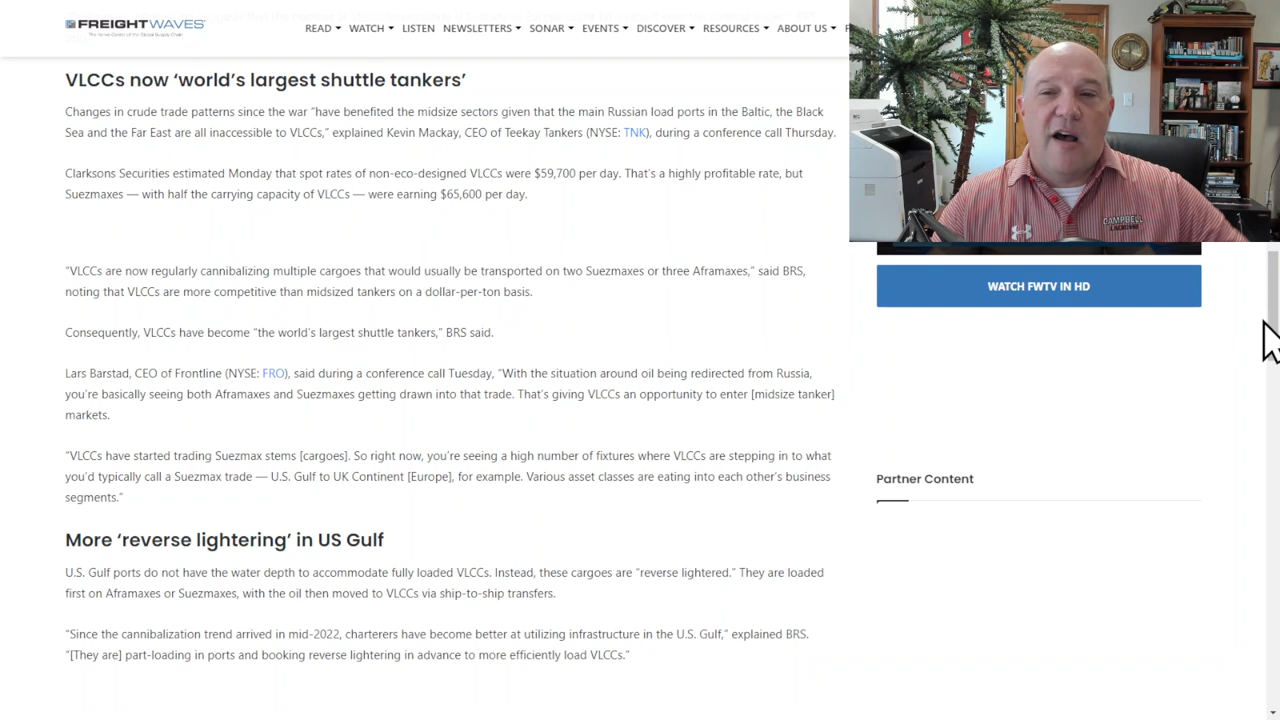 FREIGHTWAVES
READ WATCH LISTEN NEWSLETTERS SONAR EVENTS DISCOVER RESOURCES ABOUT US F
VLCCs now ‘world’s largest shuttle tankers’
Changes in crude trade patterns since the war “have benefited the midsize sectors given that the main Russian load ports in the Baltic, the Black
Sea and the Far East are all inaccessible to VLCCs,” explained Kevin Mackay, CEO of Teekay Tankers (NYSE: TNK), during a conference call Thursday.
Clarksons Securities estimated Monday that spot rates of non-eco-designed VLCCs were $59,700 per day. That’s a highly profitable rate, but
Suezmaxes — with half the carrying capacity of VLCCs — were earning $65,600 per day.
“VLCCs are now regularly cannibalizing multiple cargoes that would usually be transported on two Suezmaxes or three Aframaxes,” said BRS,
noting that VLCCs are more competitive than midsized tankers on a dollar-per-ton basis.
Consequently, VLCCs have become “the world’s largest shuttle tankers,” BRS said.
Lars Barstad, CEO of Frontline (NYSE: FRO), said during a conference call Tuesday, “With the situation around oil being redirected from Russia,
you’re basically seeing both Aframaxes and Suezmaxes getting drawn into that trade. That’s giving VLCCs an opportunity to enter [midsize tanker]
markets.
“VLCCs have started trading Suezmax stems [cargoes]. So right now, you’re seeing a high number of fixtures where VLCCs are stepping in to what
you’d typically call a Suezmax trade — U.S. Gulf to UK Continent [Europe], for example. Various asset classes are eating into each other’s business
segments.”
More ‘reverse lightering’ in US Gulf
U.S. Gulf ports do not have the water depth to accommodate fully loaded VLCCs. Instead, these cargoes are “reverse lightered.” They are loaded
first on Aframaxes or Suezmaxes, with the oil then moved to VLCCs via ship-to-ship transfers.
“Since the cannibalization trend arrived in mid-2022, charterers have become better at utilizing infrastructure in the U.S. Gulf,” explained BRS.
“[They are] part-loading in ports and booking reverse lightering in advance to more efficiently load VLCCs.”
CAMPBELL
LACROSSE
WATCH FWTV IN HD
Partner Content